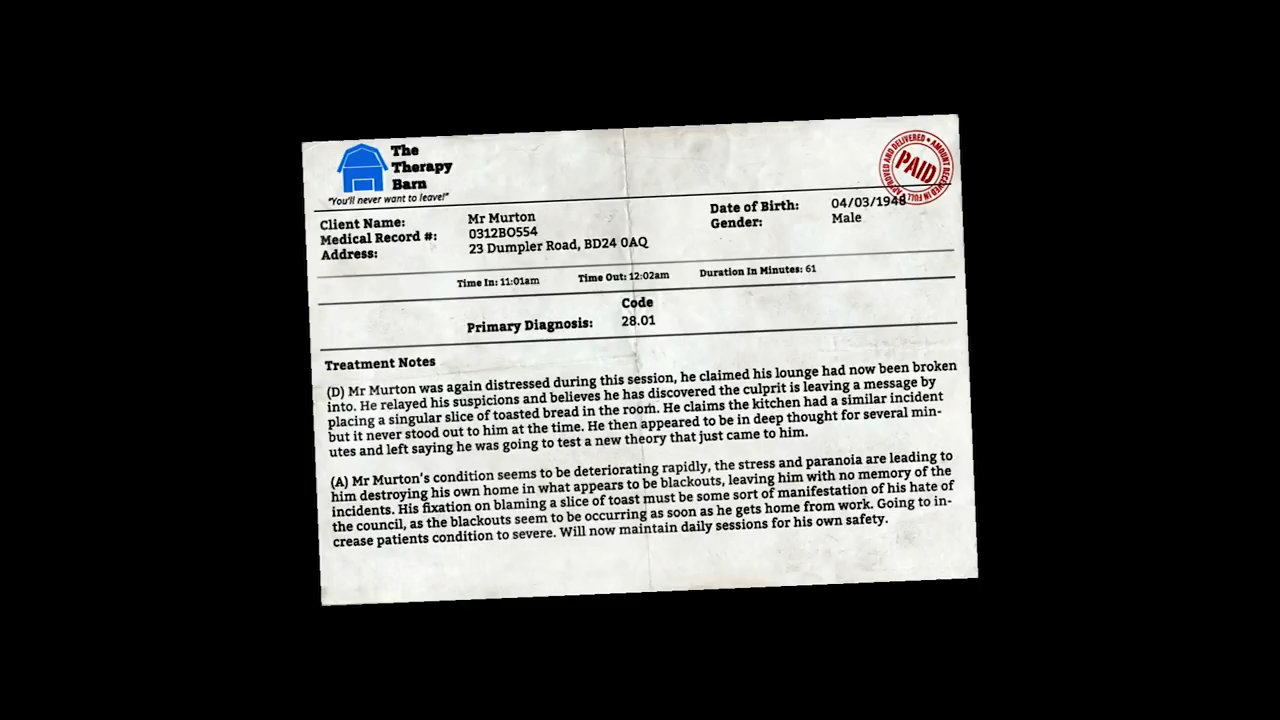 The
Therapy
Barn
"You'll never want to leave!"
APPROVED AND DELIVERED • AMOUNT RECEIVED IN FULL
PAID
Client Name: Mr Murton Date of Birth: 04/03/1948
Medical Record #: 0312BO554 Gender: Male
Address: 23 Dumpler Road, BD24 0AQ
Time In: 11:01am Time Out: 12:02am Duration In Minutes: 61
Code
Primary Diagnosis: 28.01
Treatment Notes
(D) Mr Murton was again distressed during this session, he claimed his lounge had now been broken
into. He relayed his suspicions and believes he has discovered the culprit is leaving a message by
placing a singular slice of toasted bread in the room. He claims the kitchen had a similar incident
but it never stood out to him at the time. He then appeared to be in deep thought for several min-
utes and left saying he was going to test a new theory that just came to him.
(A) Mr Murton's condition seems to be deteriorating rapidly, the stress and paranoia are leading to
him destroying his own home in what appears to be blackouts, leaving him with no memory of the
incidents. His fixation on blaming a slice of toast must be some sort of manifestation of his hate of
the council, as the blackouts seem to be occurring as soon as he gets home from work. Going to in-
crease patients condition to severe. Will now maintain daily sessions for his own safety.